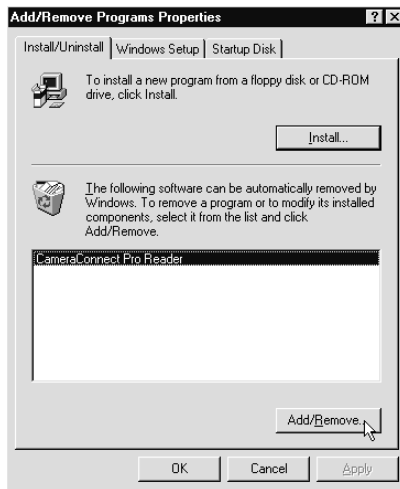 Add/Remove Programs Properties
Install/Uninstall Windows Setup Startup Disk
To install a new program from a floppy disk or CD-ROM
drive, click Install.
Install...
The following software can be automatically removed by
Windows. To remove a program or to modify its installed
components, select it from the list and click
Add/Remove.
CameraConnect Pro Reader
Add/Remove...
OK Cancel Apply